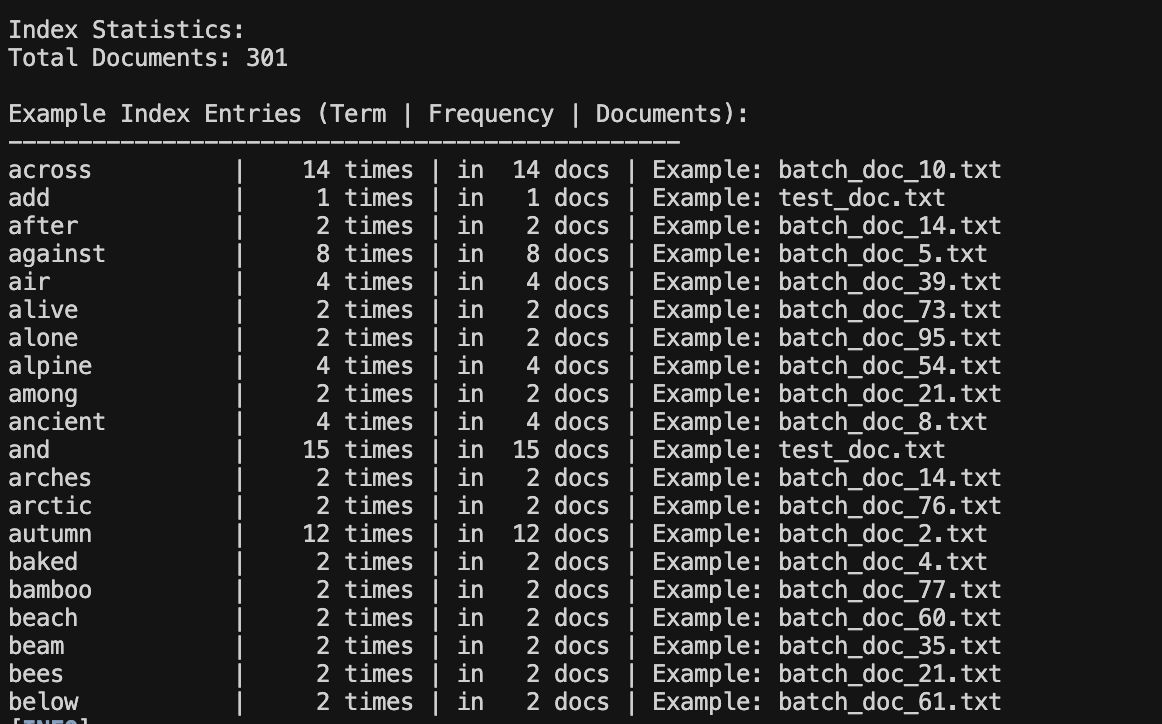 Index Statistics:
Total Documents: 301
Example Index Entries (Term | Frequency | Documents):
------------------------------------------------
across | 14 times | in 14 docs | Example: batch_doc_10.txt
add | 1 times | in 1 docs | Example: test_doc.txt
after | 2 times | in 2 docs | Example: batch_doc_14.txt
against | 8 times | in 8 docs | Example: batch_doc_5.txt
air | 4 times | in 4 docs | Example: batch_doc_39.txt
alive | 2 times | in 2 docs | Example: batch_doc_73.txt
alone | 2 times | in 2 docs | Example: batch_doc_95.txt
alpine | 4 times | in 4 docs | Example: batch_doc_54.txt
among | 2 times | in 2 docs | Example: batch_doc_21.txt
ancient | 4 times | in 4 docs | Example: batch_doc_8.txt
and | 15 times | in 15 docs | Example: test_doc.txt
arches | 2 times | in 2 docs | Example: batch_doc_14.txt
arctic | 2 times | in 2 docs | Example: batch_doc_76.txt
autumn | 12 times | in 12 docs | Example: batch_doc_2.txt
baked | 2 times | in 2 docs | Example: batch_doc_4.txt
bamboo | 2 times | in 2 docs | Example: batch_doc_77.txt
beach | 2 times | in 2 docs | Example: batch_doc_60.txt
beam | 2 times | in 2 docs | Example: batch_doc_35.txt
bees | 2 times | in 2 docs | Example: batch_doc_21.txt
below | 2 times | in 2 docs | Example: batch_doc_61.txt